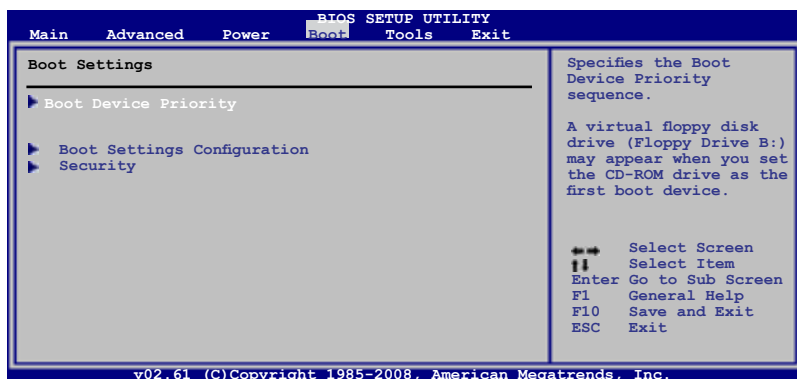 BIOS SETUP UTILITY
Main Advanced Power Boot Tools Exit
Boot Settings
Boot Device Priority
Boot Settings Configuration
Security
Specifies the Boot
Device Priority
sequence.
A virtual floppy disk
drive (Floppy Drive B:)
may appear when you set
the CD-ROM drive as the
first boot device.
Select Screen
Select Item
Enter Go to Sub Screen
F1 General Help
F10 Save and Exit
ESC Exit
v02.61 (C)Copyright 1985-2008, American Megatrends, Inc.